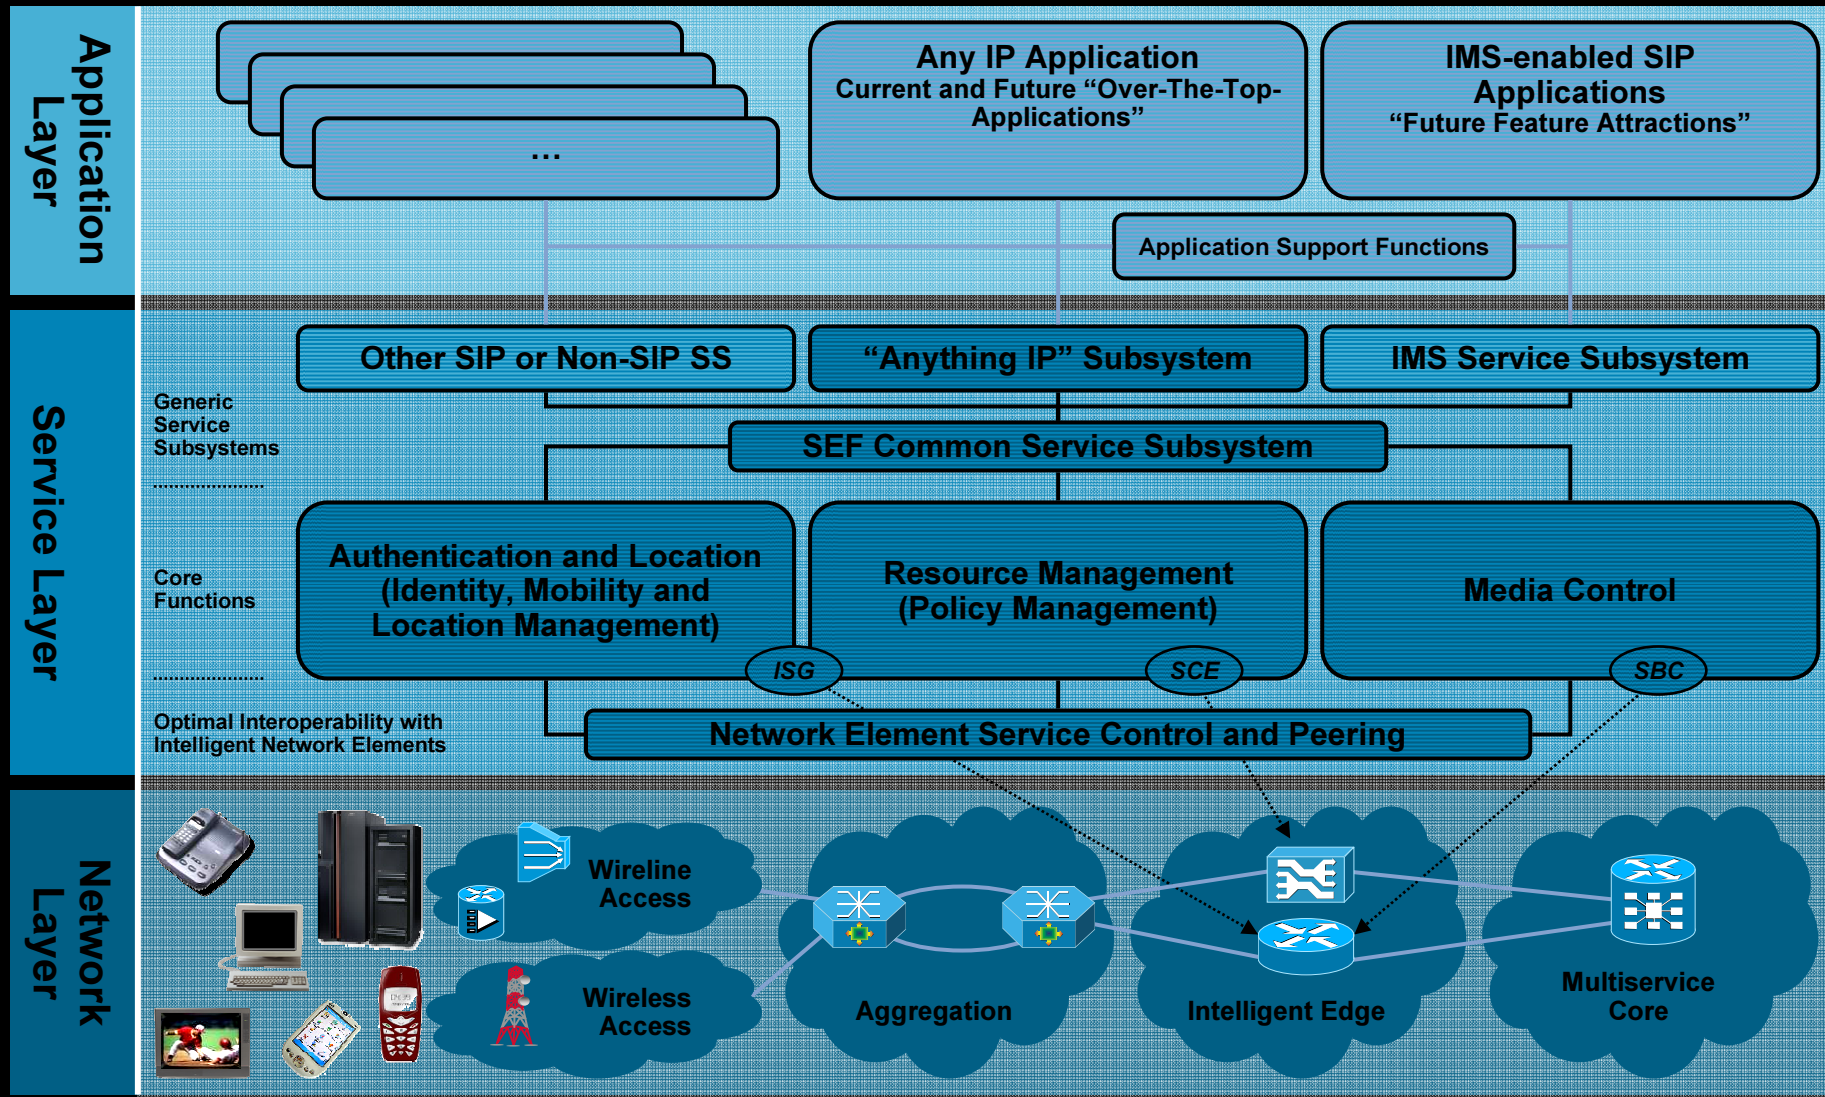 Application
Layer
…
Any IP Application
Current and Future “Over-The-Top-
Applications”
IMS-enabled SIP
Applications
“Future Feature Attractions”
Application Support Functions
Service Layer
Other SIP or Non-SIP SS
“Anything IP” Subsystem
IMS Service Subsystem
Generic
Service
Subsystems
SEF Common Service Subsystem
Core
Functions
Authentication and Location
(Identity, Mobility and
Location Management)
Resource Management
(Policy Management)
Media Control
ISG
SCE
SBC
Optimal Interoperability with
Intelligent Network Elements
Network Element Service Control and Peering
Network
Layer
Wireline
Access
Wireless
Access
Aggregation
Intelligent Edge
Multiservice
Core